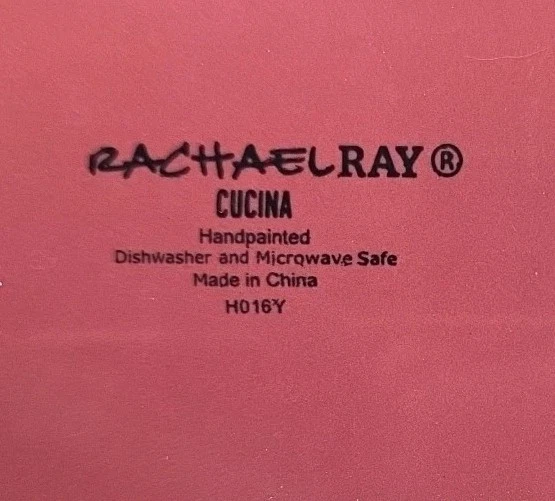 RACHAELRAY®
CUCINA
Handpainted
Dishwasher and Microwave Safe
Made in China
H016Y